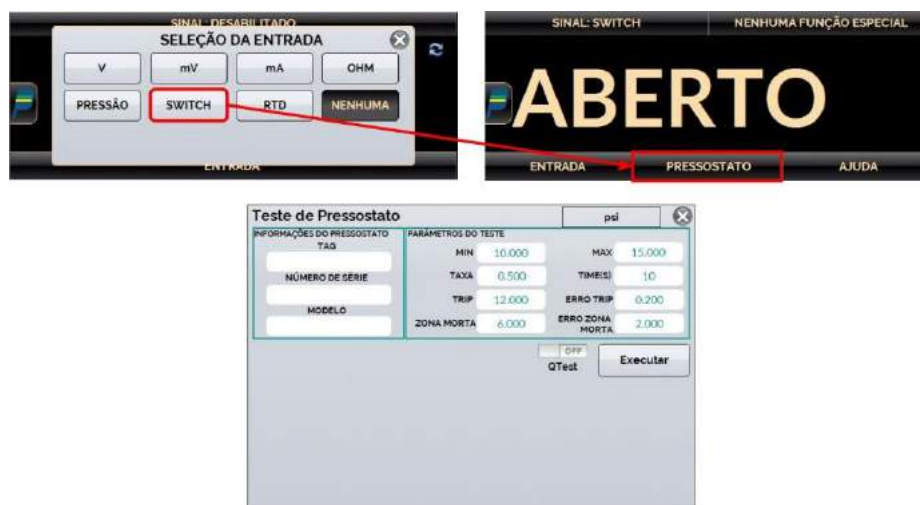 SINAL: DESABILITADO
SELEÇÃO DA ENTRADA
V mV mA OHM
PRESSÃO SWITCH RTD NENHUMA
ENTRADA
SINAL: SWITCH NENHUMA FUNÇÃO ESPECIAL
ABERTO
ENTRADA PRESSOSTATO AJUDA
Teste de Pressostato psi
INFORMAÇÕES DO PRESSOSTATO PARÂMETROS DO TESTE
TAG
MIN 10.000 MAX 15.000
NÚMERO DE SÉRIE
TAXA 0.500 TIME(S) 10
MODELO
TRIP 12.000 ERRO TRIP 0.200
ZONA MORTA 6.000 ERRO ZONA MORTA 2.000
OFF
QTest Executar